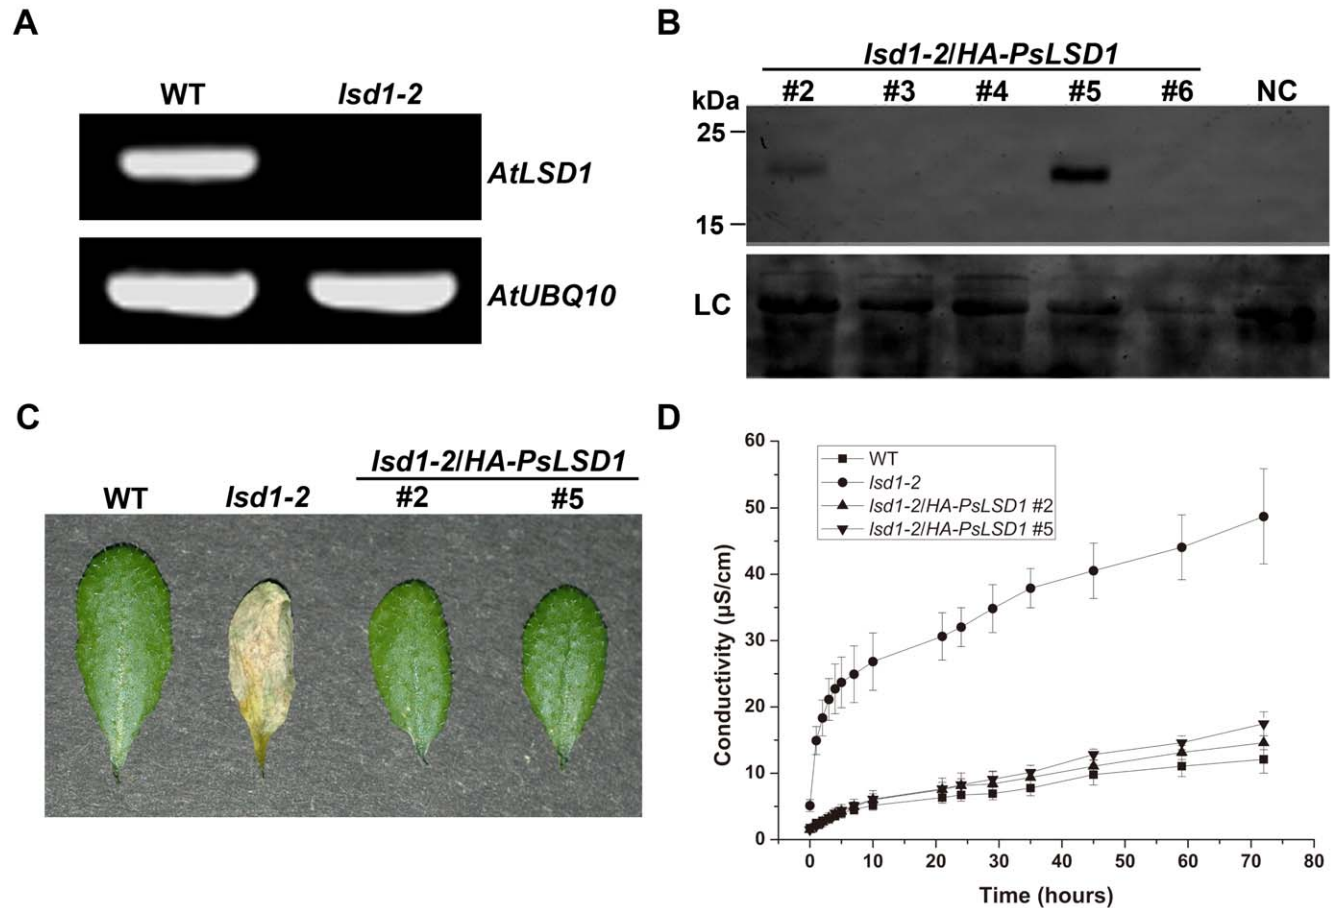 A
WT lsd1-2
AtLSD1
AtUBQ10
B
lsd1-2/HA-PsLSD1
kDa #2 #3 #4 #5 #6 NC
25
15
LC
C
lsd1-2/HA-PsLSD1
WT lsd1-2 #2 #5
D
60
50
40
30
20
10
0
Conductivity (µS/cm)
WT
lsd1-2
lsd1-2/HA-PsLSD1 #2
lsd1-2/HA-PsLSD1 #5
0 10 20 30 40 50 60 70 80
Time (hours)